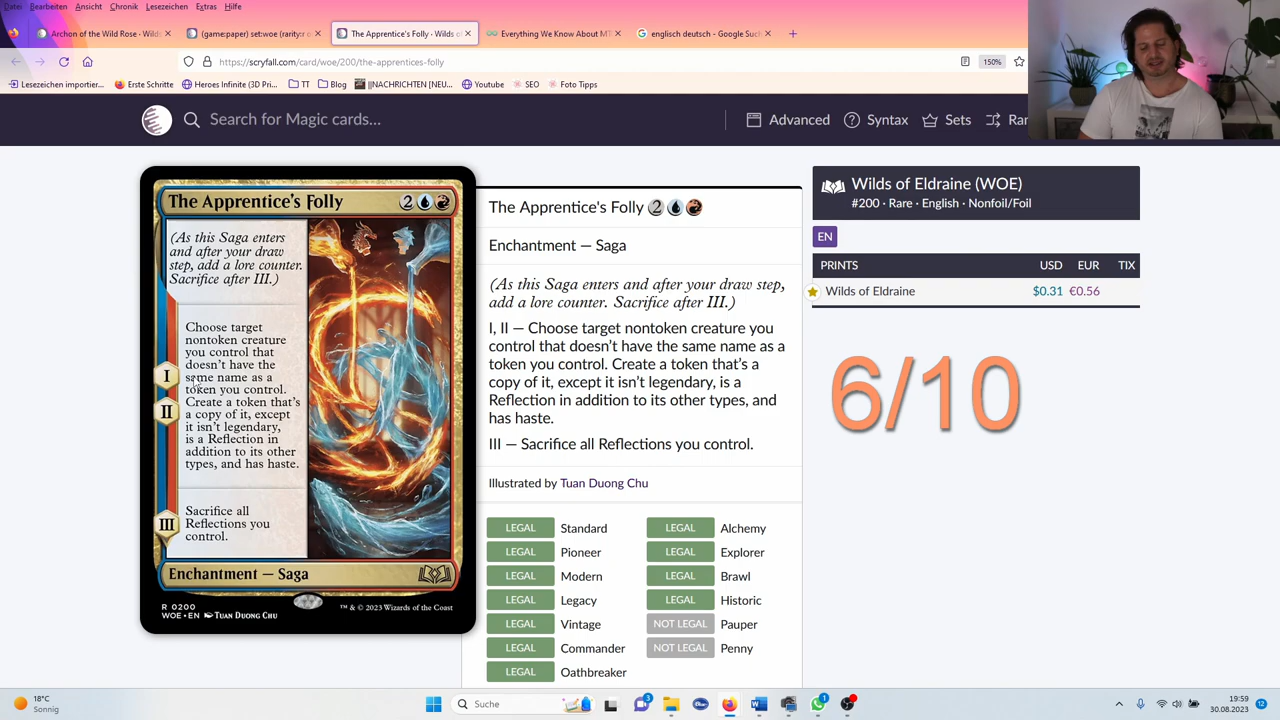 Datei Bearbeiten Ansicht Chronik Lesezeichen Extras Hilfe
Archon of the Wild Rose · Wilds
(game:paper) set:woe (rarity:r o
The Apprentice's Folly · Wilds of
Everything We Know About MT
englisch deutsch - Google Such
https://scryfall.com/card/woe/200/the-apprentices-folly
150%
Lesezeichen importier...
Erste Schritte
Heroes Infinite (3D Pri...
TT
Blog
||NACHRICHTEN [NEU...
Youtube
SEO
Foto Tipps
Search for Magic cards...
Advanced
Syntax
Sets
Ran
The Apprentice's Folly 2
(As this Saga enters
and after your draw
step, add a lore counter.
Sacrifice after III.)
I
II
Choose target
nontoken creature
you control that
doesn't have the
same name as a
token you control.
Create a token that's
a copy of it, except
it isn't legendary,
is a Reflection in
addition to its other
types, and has haste.
III
Sacrifice all
Reflections you
control.
Enchantment — Saga
R 0200
WOE • EN TUAN DUONG CHU
™ & © 2023 Wizards of the Coast
The Apprentice's Folly 2
Enchantment — Saga
(As this Saga enters and after your draw step,
add a lore counter. Sacrifice after III.)
I, II — Choose target nontoken creature you
control that doesn't have the same name as a
token you control. Create a token that's a
copy of it, except it isn't legendary, is a
Reflection in addition to its other types, and
has haste.
III — Sacrifice all Reflections you control.
Illustrated by Tuan Duong Chu
LEGAL Standard LEGAL Alchemy
LEGAL Pioneer LEGAL Explorer
LEGAL Modern LEGAL Brawl
LEGAL Legacy LEGAL Historic
LEGAL Vintage NOT LEGAL Pauper
LEGAL Commander NOT LEGAL Penny
LEGAL Oathbreaker
Wilds of Eldraine (WOE)
#200 · Rare · English · Nonfoil/Foil
EN
PRINTS USD EUR TIX
Wilds of Eldraine $0.31 €0.56
6/10
18°C
Sonnig
Suche
3
1
19:59
30.08.2023
12